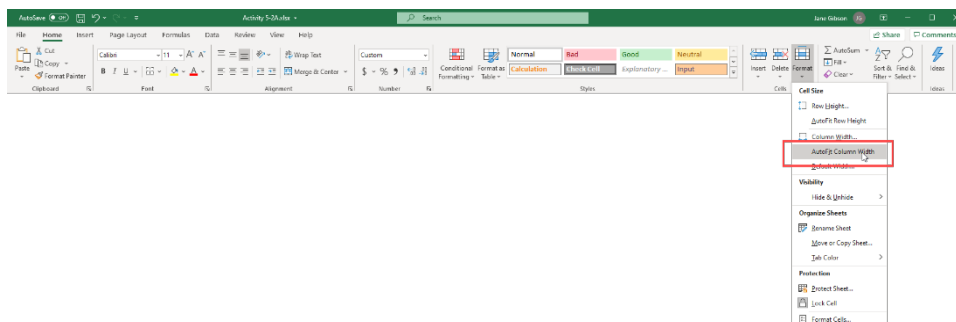 AutoSave Off Activity 5-2A.xlsx Search Jane Gibson JG
File Home Insert Page Layout Formulas Data Review View Help Share Comments
Cut Calibri 11 Wrap Text Custom Normal Bad Good Neutral AutoSum
Copy Fill
Paste Conditional Format as Calculation Check Cell Explanatory ... Input Insert Delete Format Sort & Find & Ideas
Format Painter B I U Merge & Center $ % Formatting Table Clear Filter Select
Clipboard Font Alignment Number Styles Cells Ideas
Cell Size
Row Height...
AutoFit Row Height
Column Width...
AutoFit Column Width
Default Width...
Visibility
Hide & Unhide
Organize Sheets
Rename Sheet
Move or Copy Sheet...
Tab Color
Protection
Protect Sheet...
Lock Cell
Format Cells...